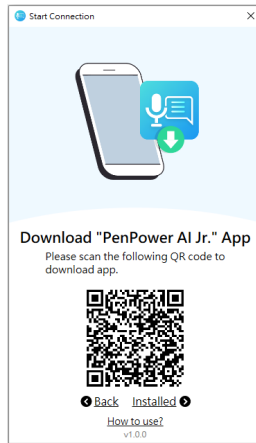 Start Connection
Download "PenPower AI Jr." App
Please scan the following QR code to
download app.
Back Installed
How to use?
v1.0.0